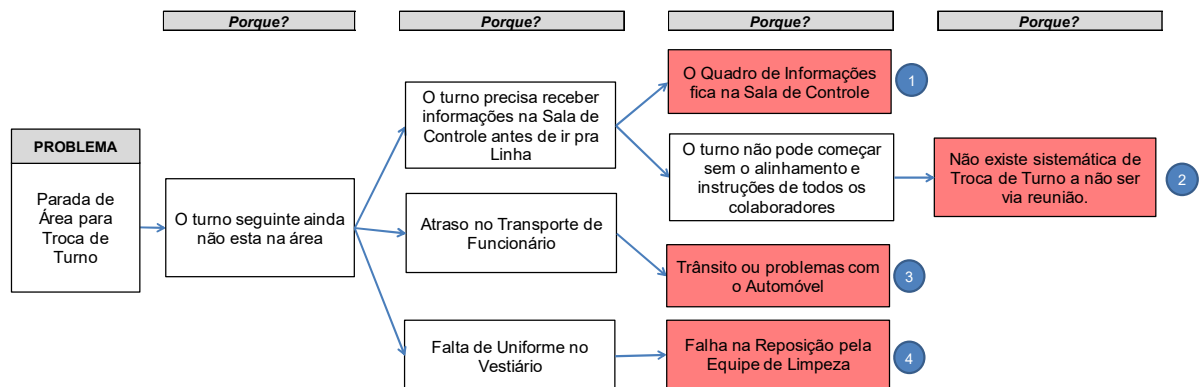 Porque?
Porque?
Porque?
Porque?
PROBLEMA
Parada de
Área para
Troca de
Turno
O turno seguinte ainda
não esta na área
O turno precisa receber
informações na Sala de
Controle antes de ir pra
Linha
Atraso no Transporte de
Funcionário
Falta de Uniforme no
Vestiário
O Quadro de Informações
fica na Sala de Controle
1
O turno não pode começar
sem o alinhamento e
instruções de todos os
colaboradores
Não existe sistemática de
Troca de Turno a não ser
via reunião.
2
Trânsito ou problemas com
o Automóvel
3
Falha na Reposição pela
Equipe de Limpeza
4